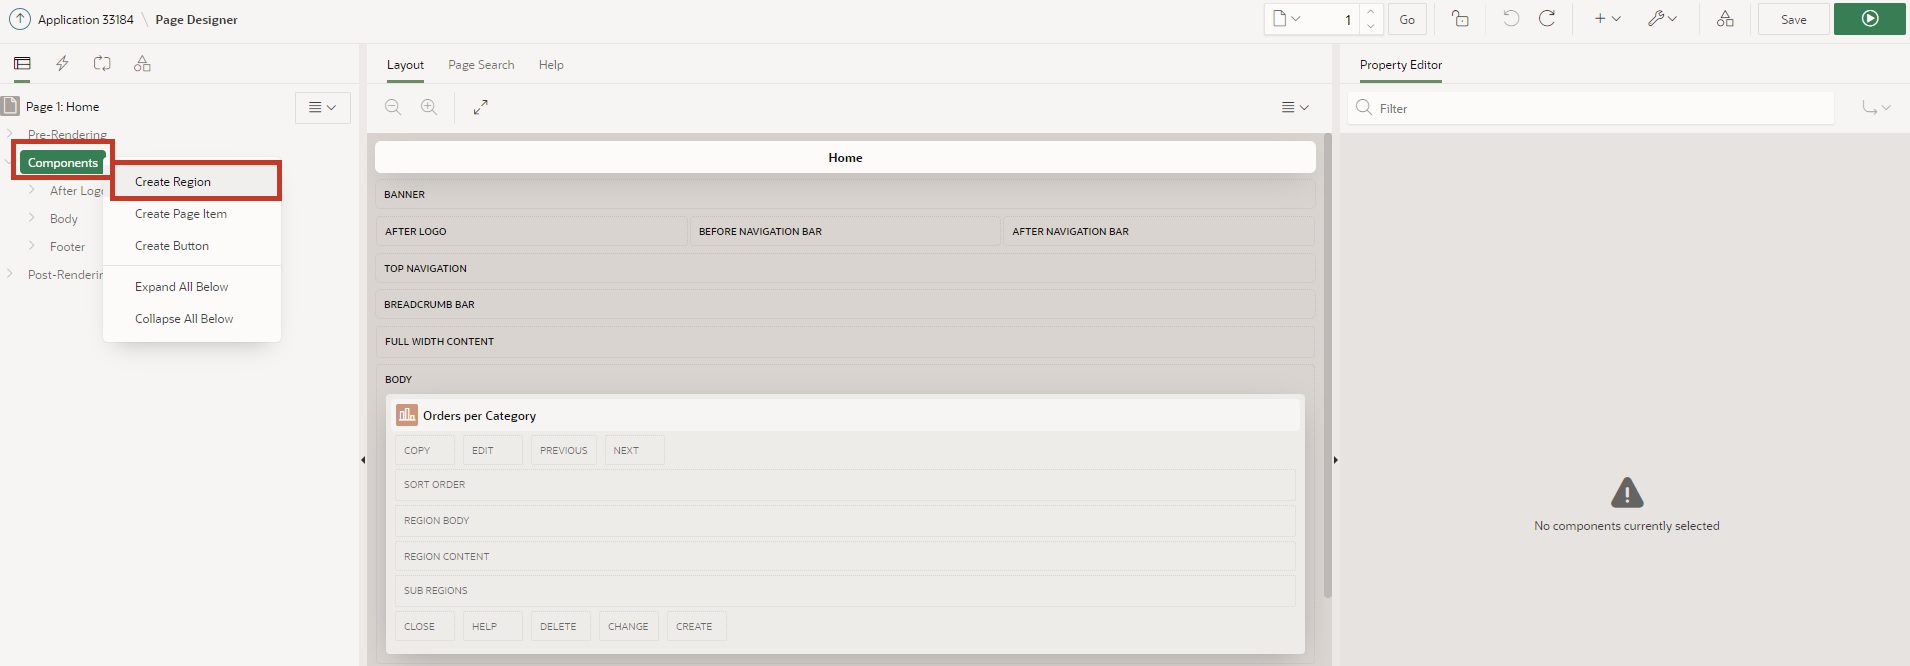 Application 33184 \ Page Designer
1 Go Save
Layout Page Search Help
Property Editor
Page 1: Home
Filter
Pre-Rendering
Components
Create Region
Create Page Item
Create Button
Expand All Below
Collapse All Below
After Logo
Body
Footer
Post-Renderin
Home
BANNER
AFTER LOGO BEFORE NAVIGATION BAR AFTER NAVIGATION BAR
TOP NAVIGATION
BREADCRUMB BAR
FULL WIDTH CONTENT
BODY
Orders per Category
COPY EDIT PREVIOUS NEXT
SORT ORDER
REGION BODY
REGION CONTENT
SUB REGIONS
CLOSE HELP DELETE CHANGE CREATE
No components currently selected